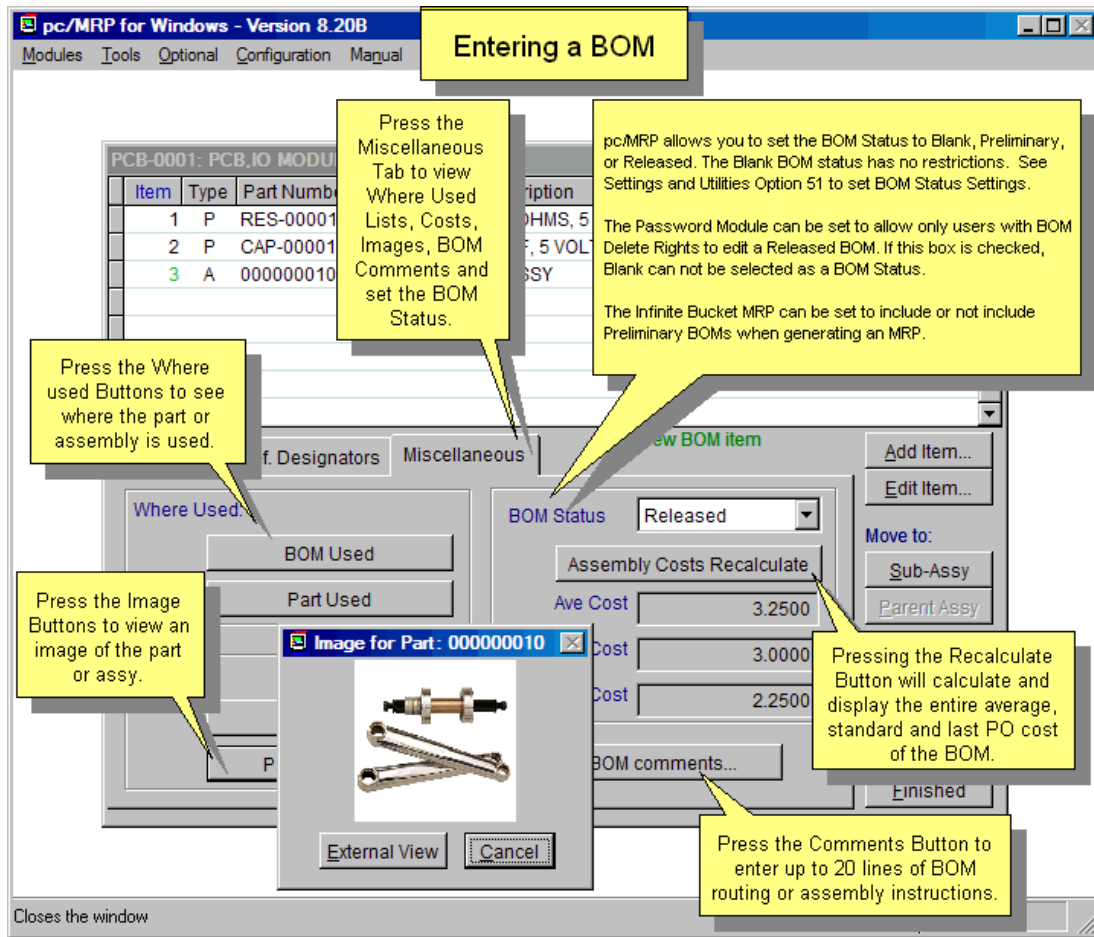 pc/MRP for Windows - Version 8.20B
Entering a BOM
Modules Tools Optional Configuration Manual
Press the
Miscellaneous
Tab to view
Where Used
Lists, Costs,
Images, BOM
Comments and
set the BOM
Status.
pc/MRP allows you to set the BOM Status to Blank, Preliminary,
or Released. The Blank BOM status has no restrictions. See
Settings and Utilities Option 51 to set BOM Status Settings.
The Password Module can be set to allow only users with BOM
Delete Rights to edit a Released BOM. If this box is checked,
Blank can not be selected as a BOM Status.
The Infinite Bucket MRP can be set to include or not include
Preliminary BOMs when generating an MRP.
PCB-0001: PCB,IO MODU
Item Type Part Numbe ription
1 P RES-00001 OHMS, 5
2 P CAP-00001 F, 5 VOLT
3 A 000000010 SSY
Press the Where
used Buttons to see
where the part or
assembly is used.
f. Designators
Miscellaneous
ew BOM item
Add Item...
Edit Item...
Where Used:
BOM Status Released
Move to:
BOM Used
Assembly Costs Recalculate
Sub-Assy
Part Used
Ave Cost 3.2500
Parent Assy
Press the Image
Buttons to view an
image of the part
or assy.
Image for Part: 000000010
Cost 3.0000
Cost 2.2500
Pressing the Recalculate
Button will calculate and
display the entire average,
standard and last PO cost
of the BOM.
P
BOM comments...
Finished
External View Cancel
Press the Comments Button to
enter up to 20 lines of BOM
routing or assembly instructions.
Closes the window